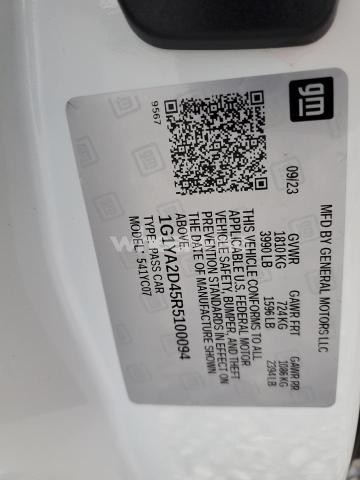 gm
MFD BY GENERAL MOTORS LLC
09/23
GVWR
1810 KG
3990 LB
GAWR FRT
724 KG
1596 LB
GAWR RR
1086 KG
2394 LB
THIS VEHICLE CONFORMS TO ALL
APPLICABLE U.S. FEDERAL MOTOR
VEHICLE SAFETY, BUMPER, AND THEFT
PREVENTION STANDARDS IN EFFECT ON
THE DATE OF MANUFACTURE SHOWN
ABOVE.
1G1YA2D45R5100094
TYPE: PASS CAR
MODEL: 541YC07
9567